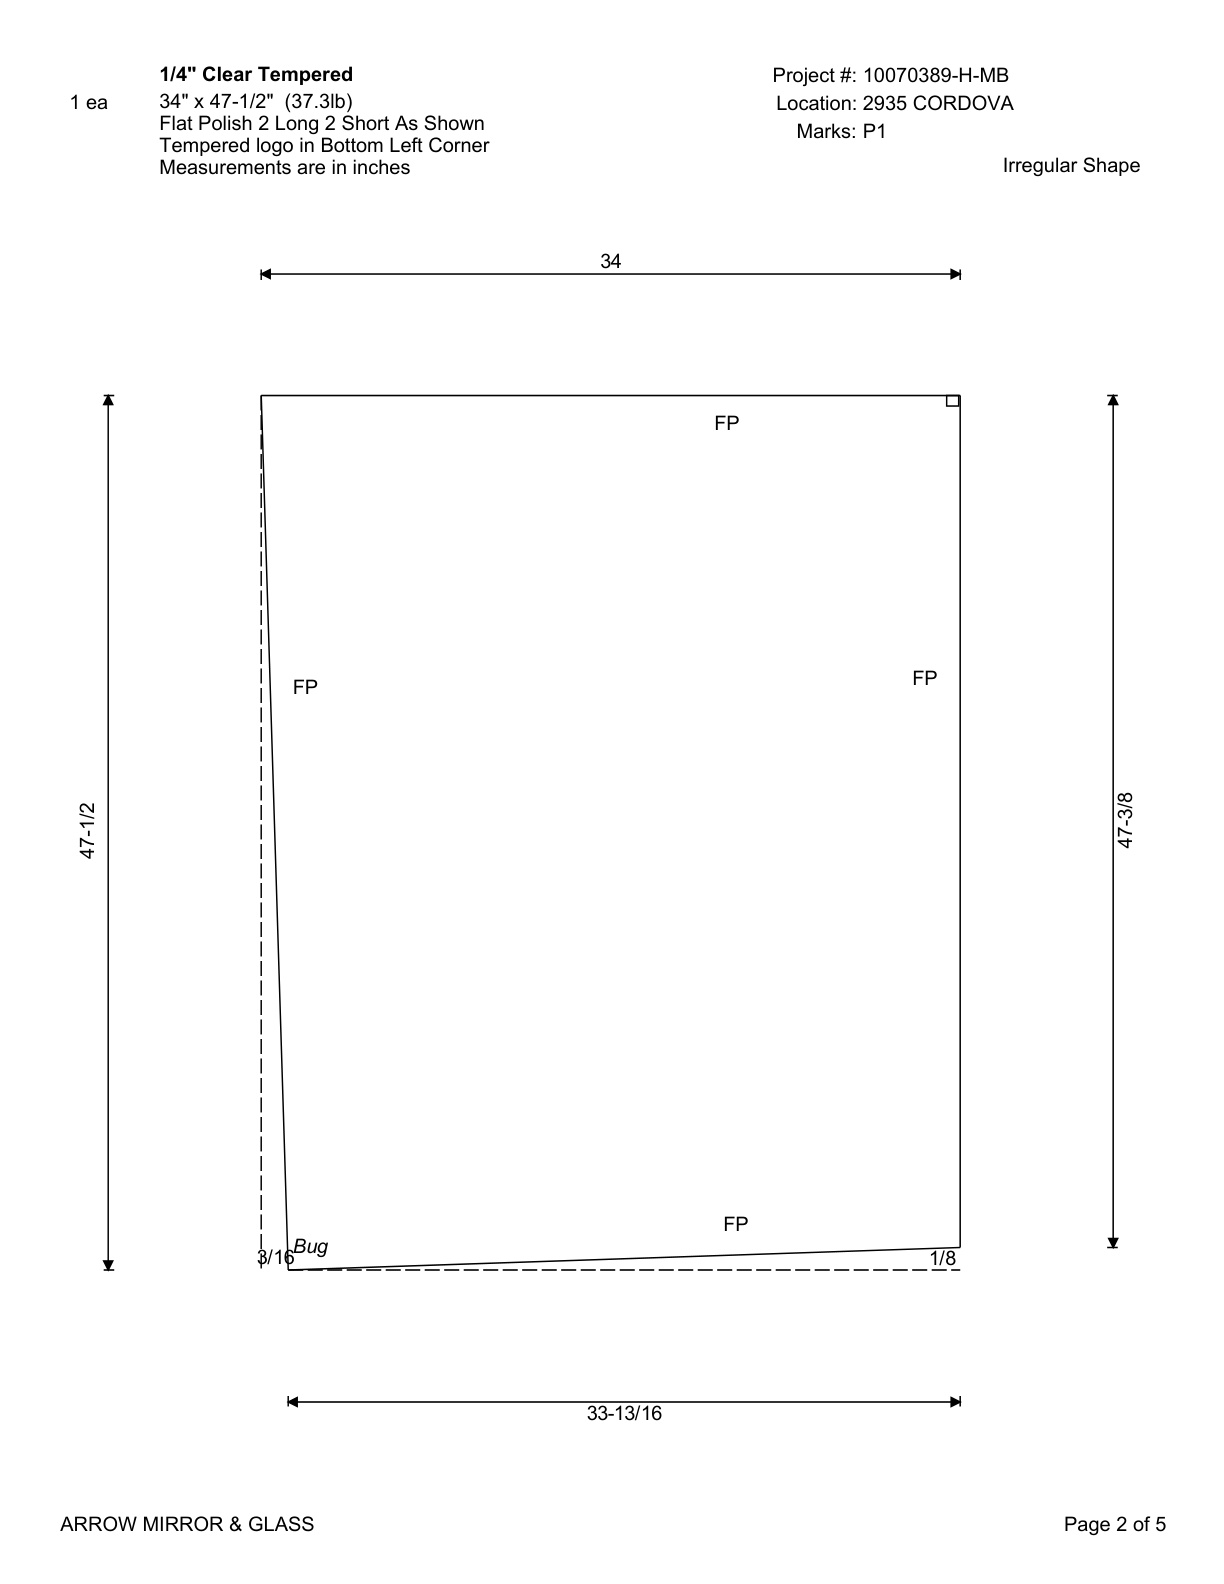 1/4" Clear Tempered
1 ea
34" x 47-1/2" (37.3lb)
Flat Polish 2 Long 2 Short As Shown
Tempered logo in Bottom Left Corner
Measurements are in inches
Project #: 10070389-H-MB
Location: 2935 CORDOVA
Marks: P1
Irregular Shape
34
FP
FP
FP
47-1/2
47-3/8
FP
Bug
3/16
1/8
33-13/16
ARROW MIRROR & GLASS
Page 2 of 5